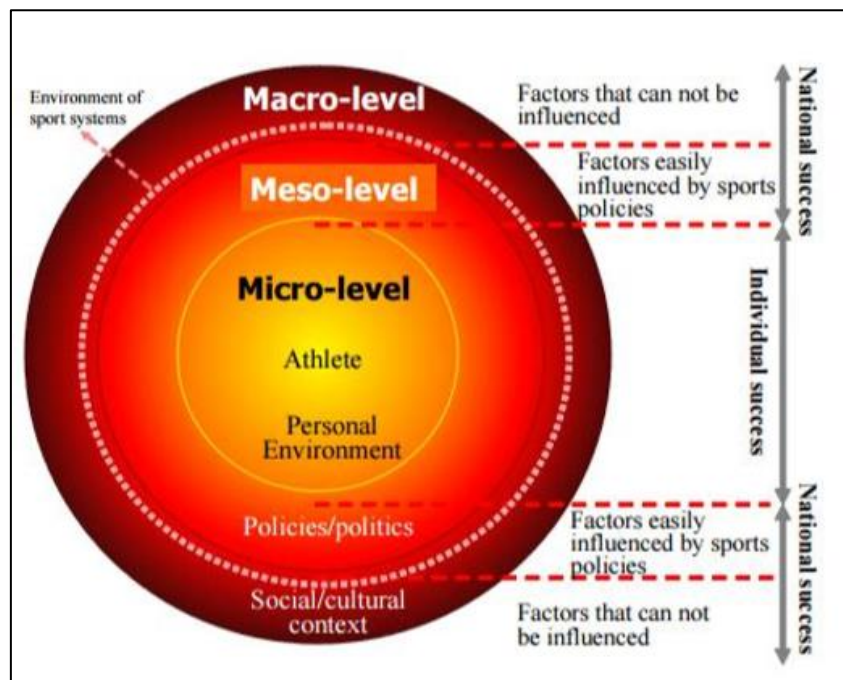 Macro-level
Environment of
sport systems
Factors that can not be
influenced
National success
Meso-level
Factors easily
influenced by sports
policies
Micro-level
Athlete
Personal
Environment
Individual success
Policies/politics
Factors easily
influenced by sports
policies
Social/cultural
context
Factors that can not
be influenced
National success